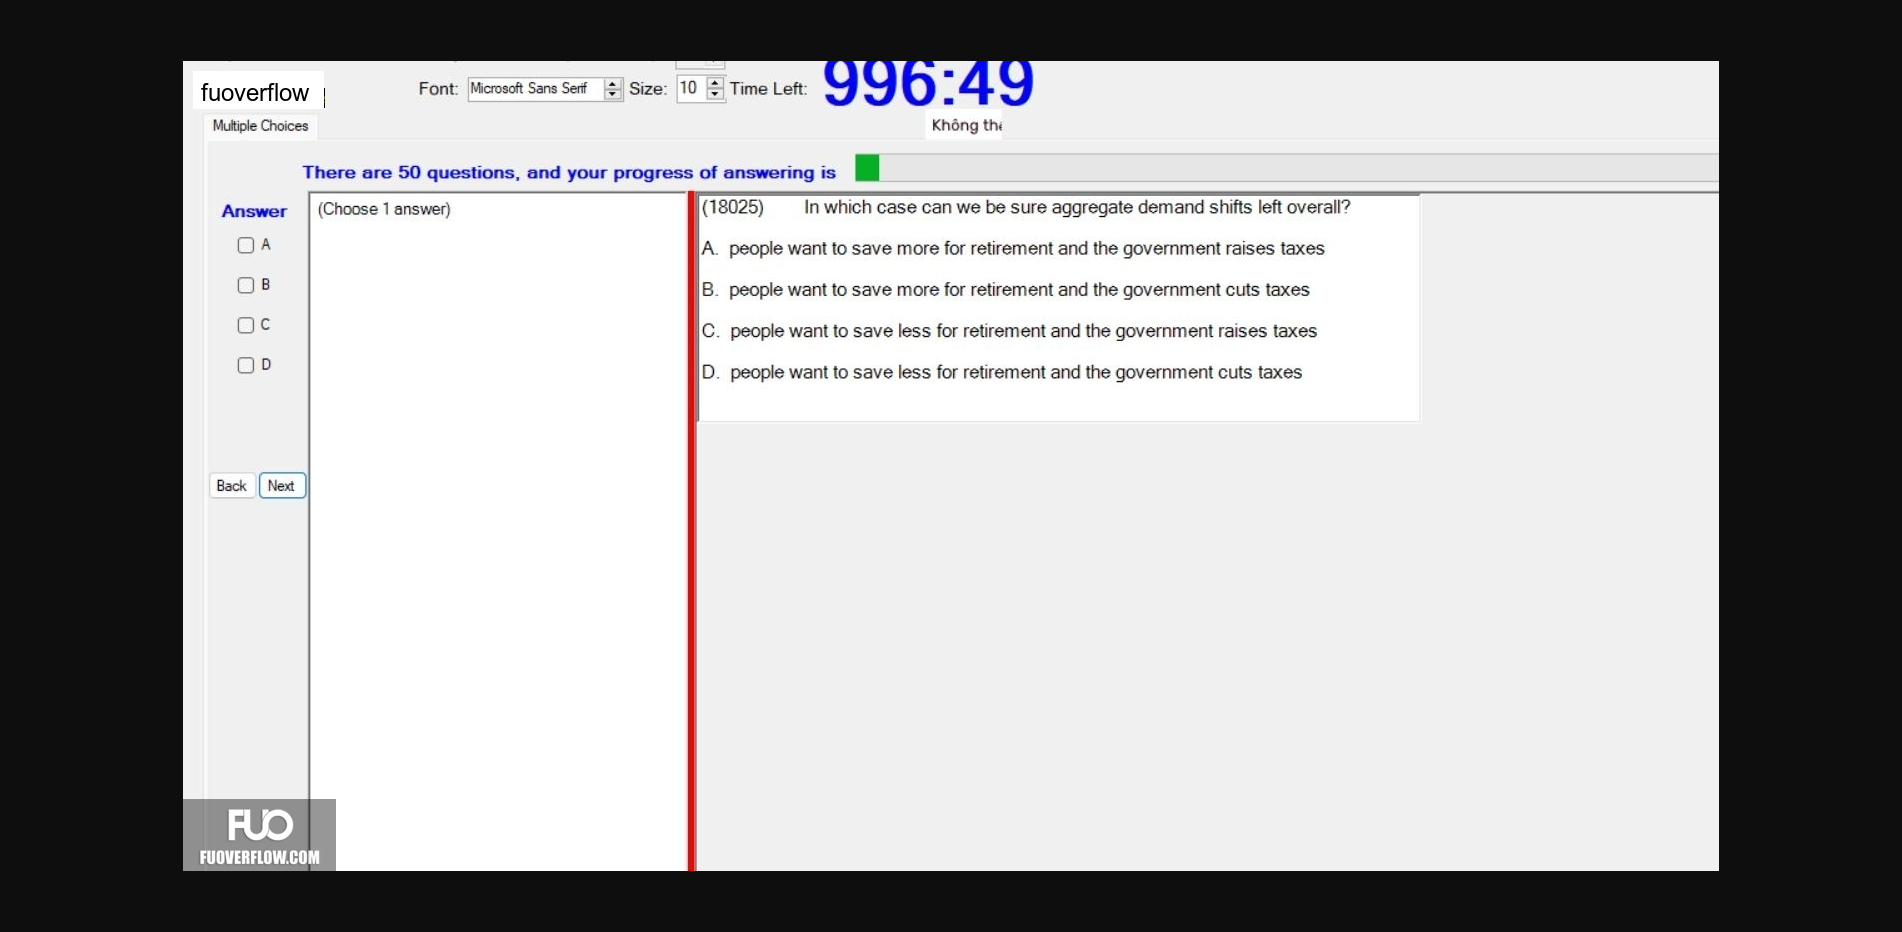 fuoverflow
Font: Microsoft Sans Serif Size: 10 Time Left: 996:49
Multiple Choices
Không thể
There are 50 questions, and your progress of answering is
Answer
(Choose 1 answer)
A
B
C
D
Back Next
(18025) In which case can we be sure aggregate demand shifts left overall?
A. people want to save more for retirement and the government raises taxes
B. people want to save more for retirement and the government cuts taxes
C. people want to save less for retirement and the government raises taxes
D. people want to save less for retirement and the government cuts taxes
FUO
FUOVERFLOW.COM